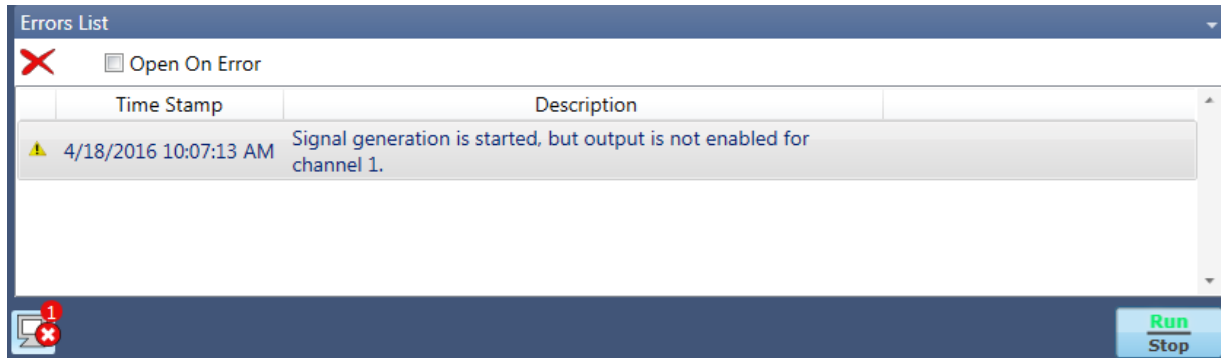 Errors List
Open On Error
Time Stamp Description
4/18/2016 10:07:13 AM Signal generation is started, but output is not enabled for
channel 1.
1
Run
Stop